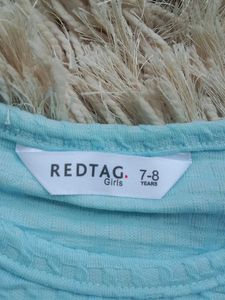 REDTAG. 7-8
Girls YEARS